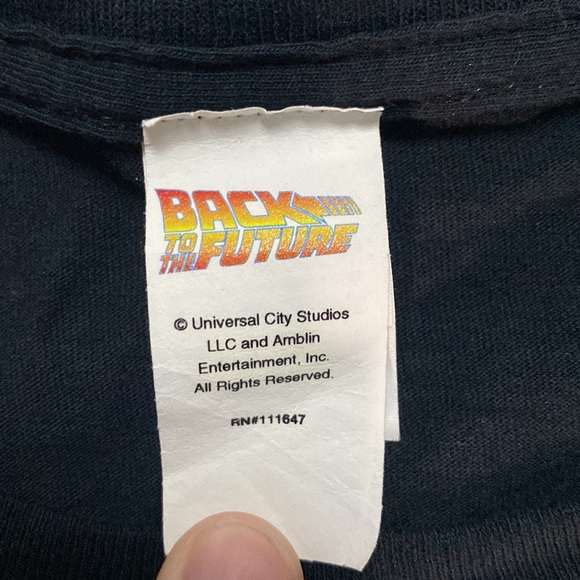 BACK
TO THE FUTURE
© Universal City Studios
LLC and Amblin
Entertainment, Inc.
All Rights Reserved.
RN#111647